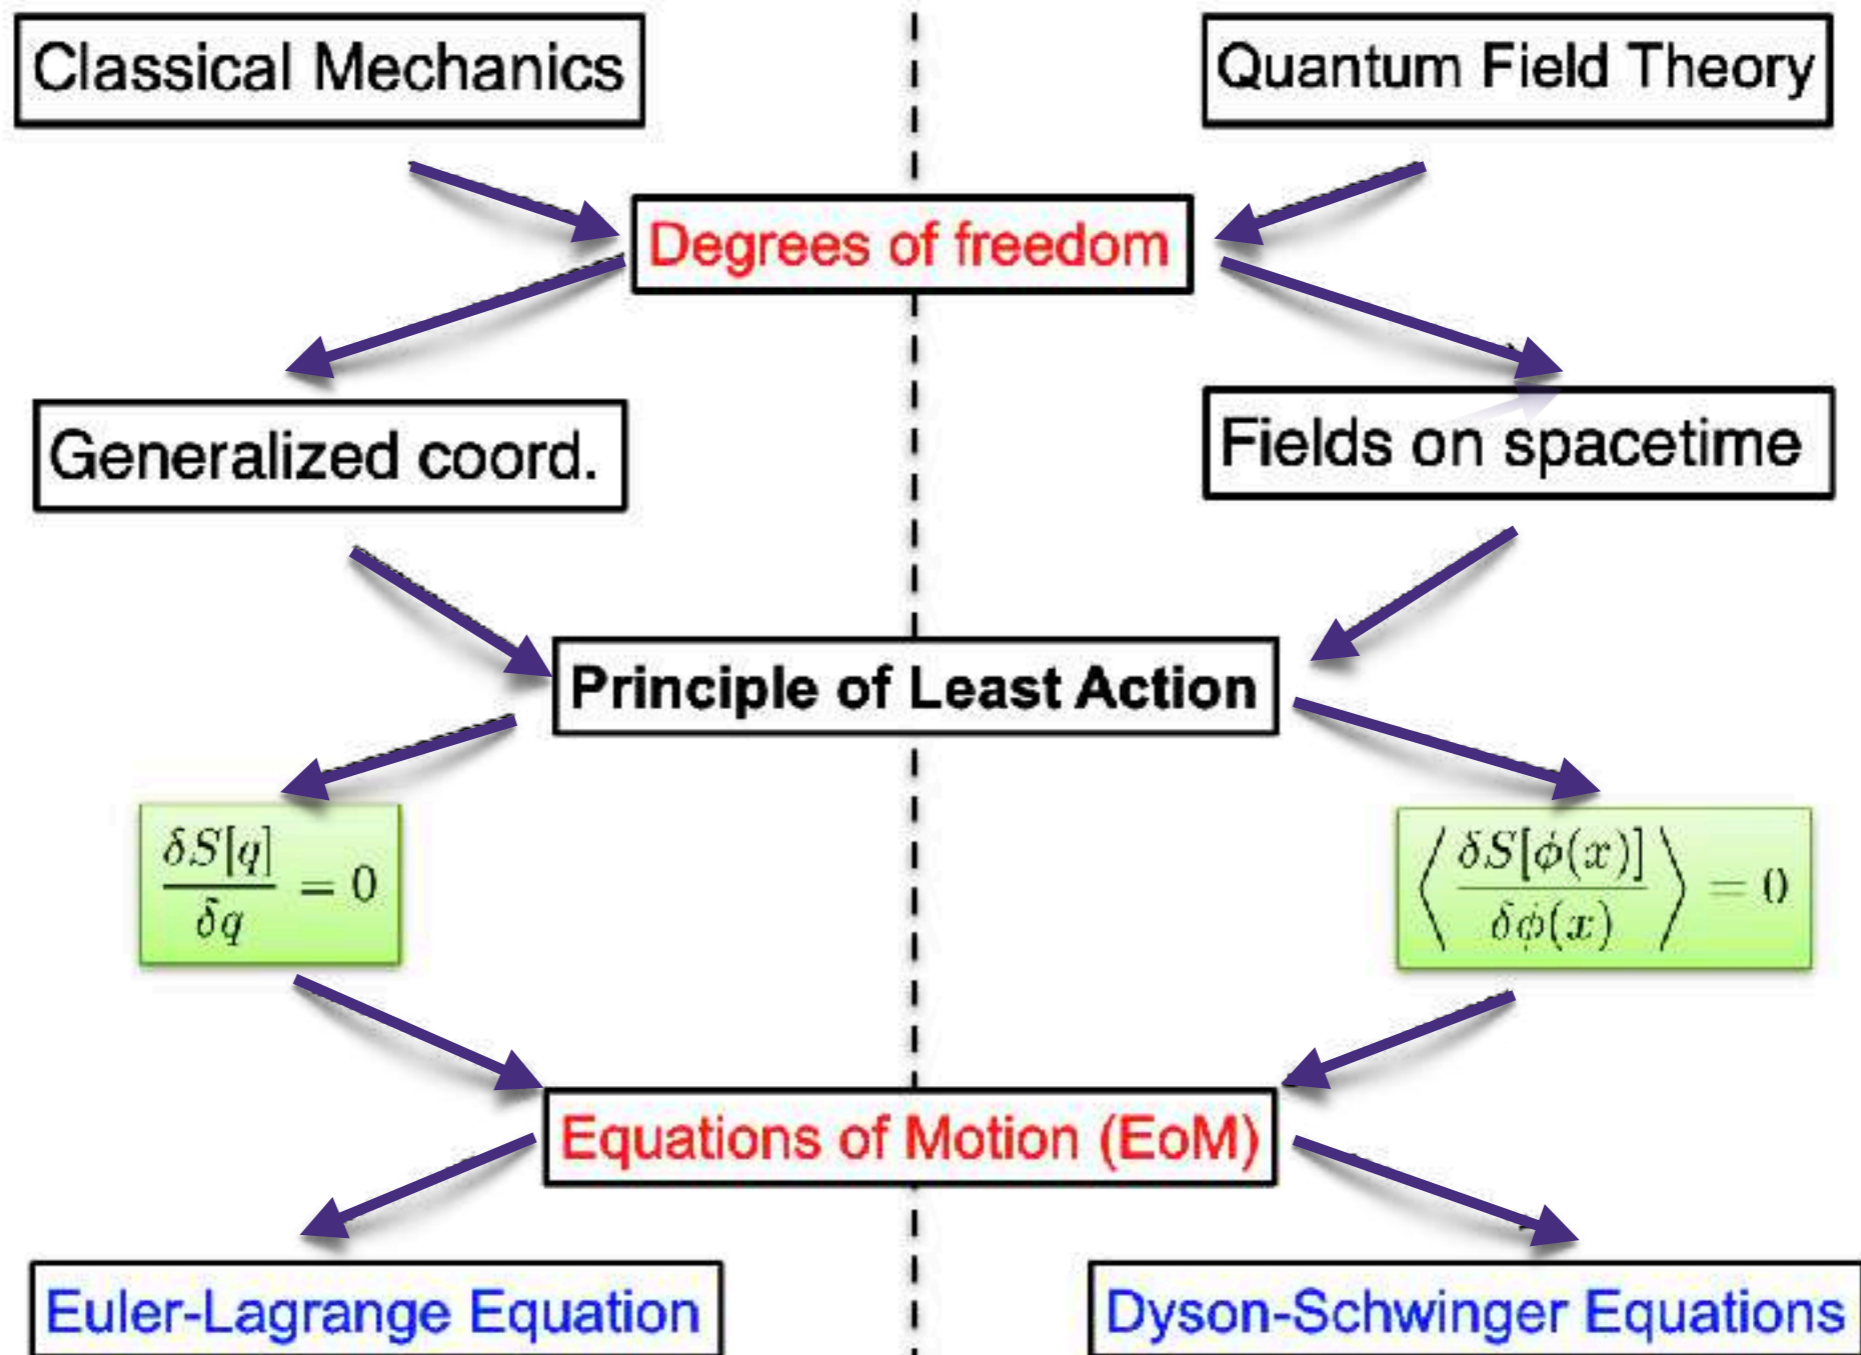 Classical Mechanics
Quantum Field Theory
Degrees of freedom
Generalized coord.
Fields on spacetime
Principle of Least Action
δS[q]/δq = 0
⟨δS[ϕ(x)]/δϕ(x)⟩ = 0
Equations of Motion (EoM)
Euler-Lagrange Equation
Dyson-Schwinger Equations